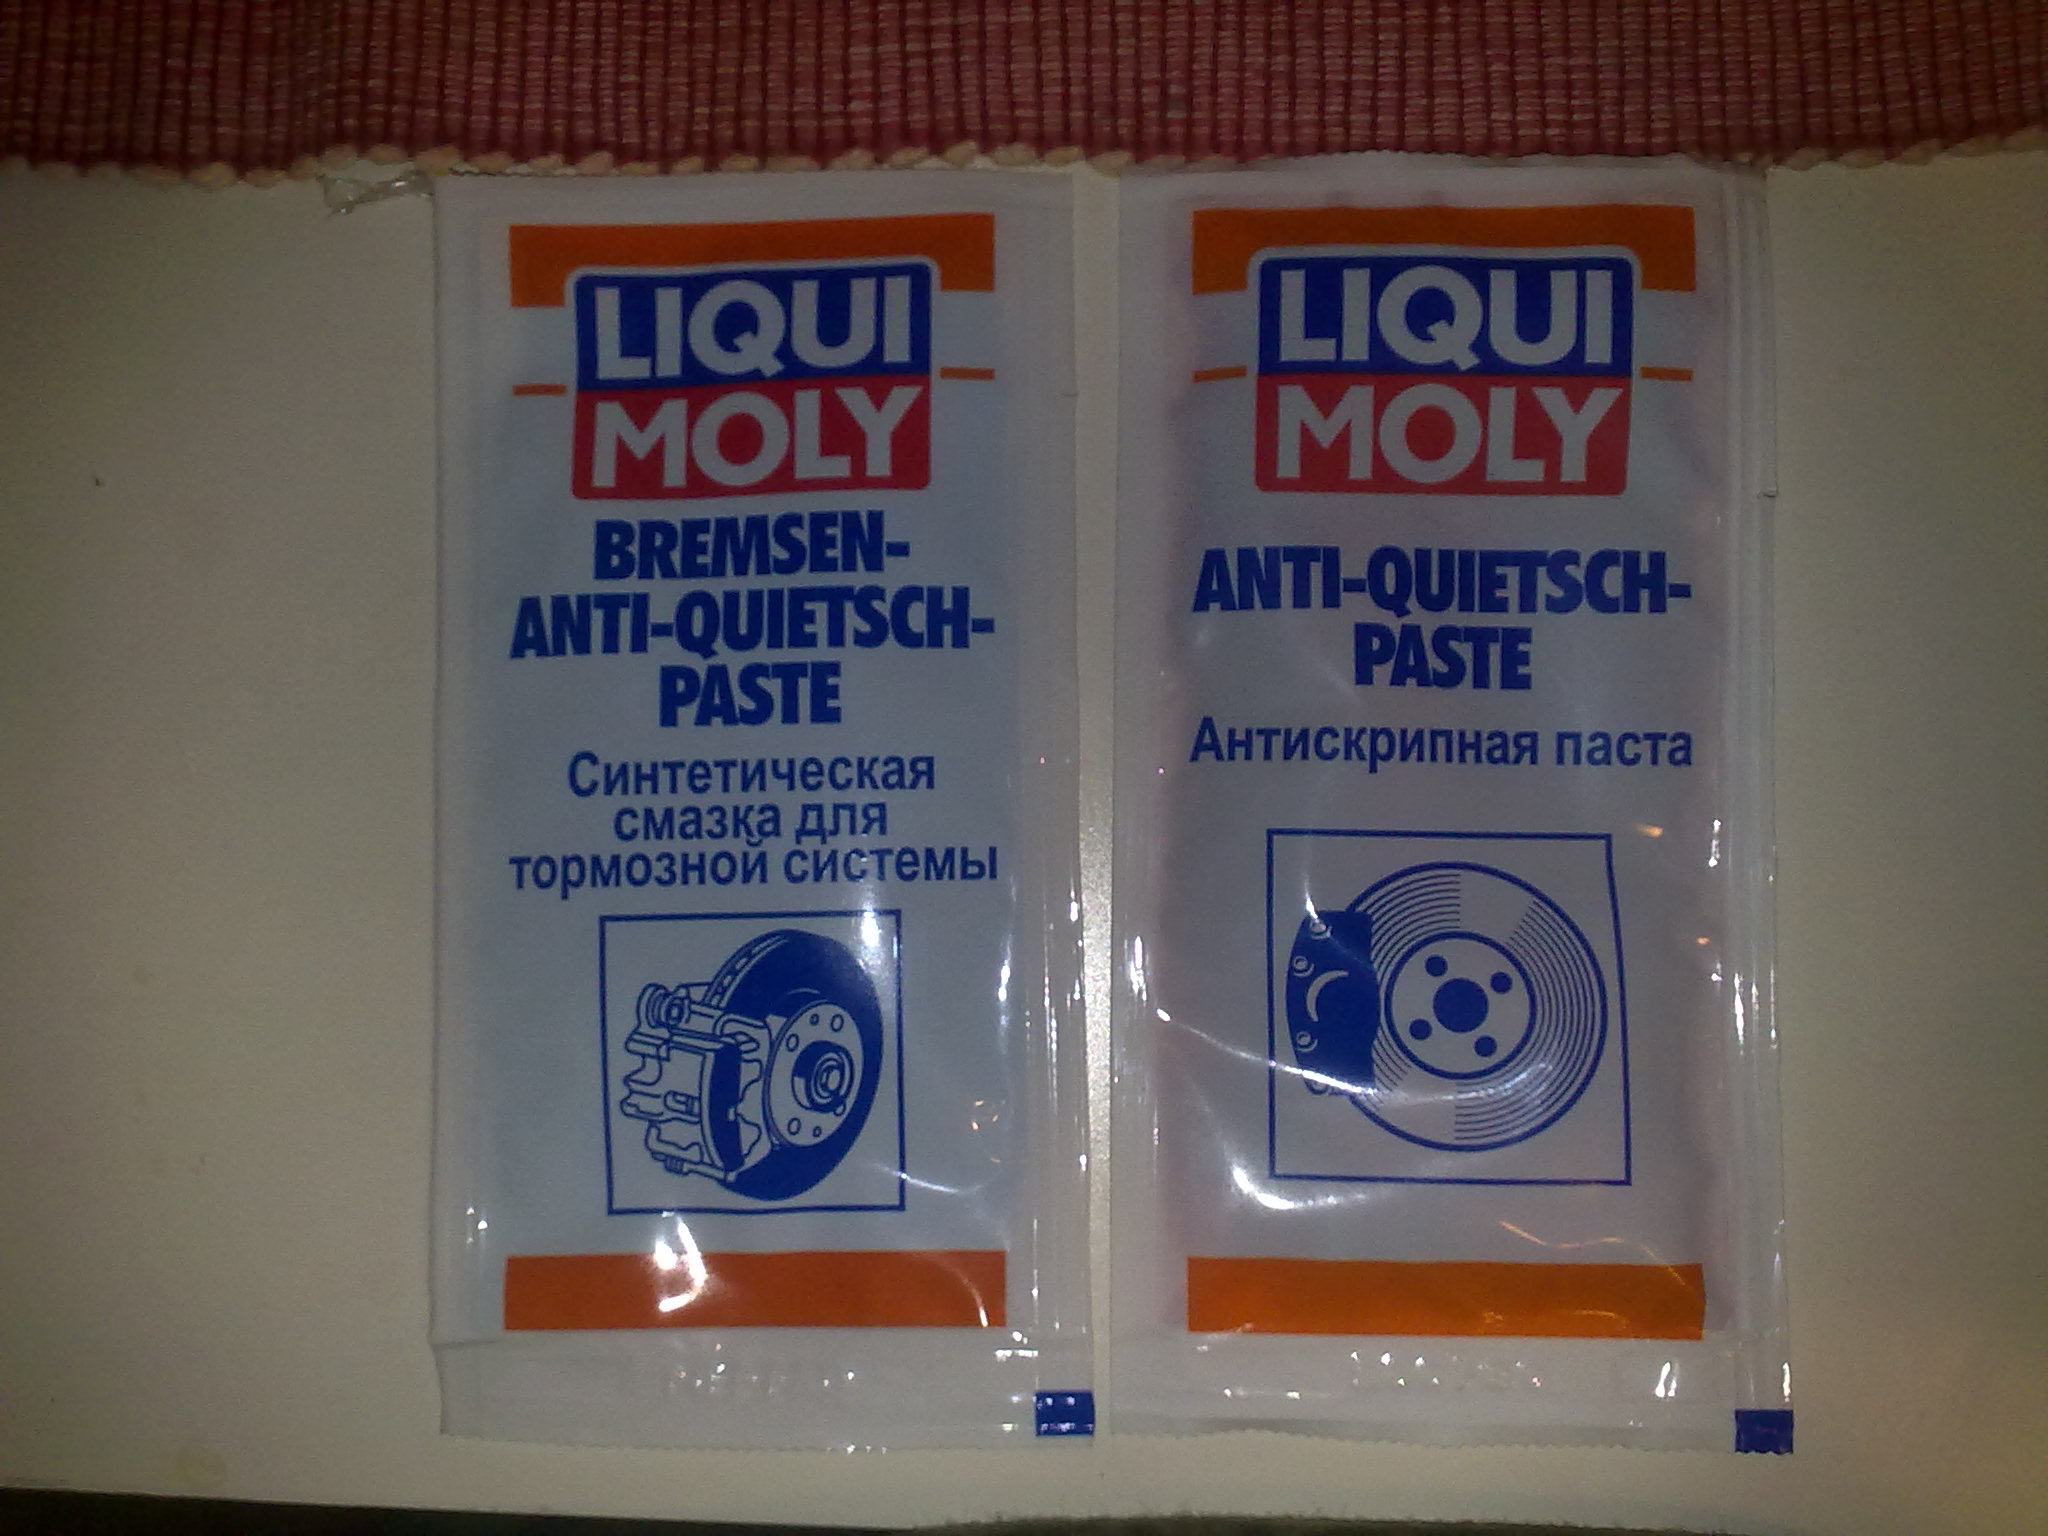 LIQUI
MOLY
BREMSEN-
ANTI-QUIETSCH-
PASTE
Синтетическая
смазка для
тормозной системы
LIQUI
MOLY
ANTI-QUIETSCH-
PASTE
Антискрипная паста